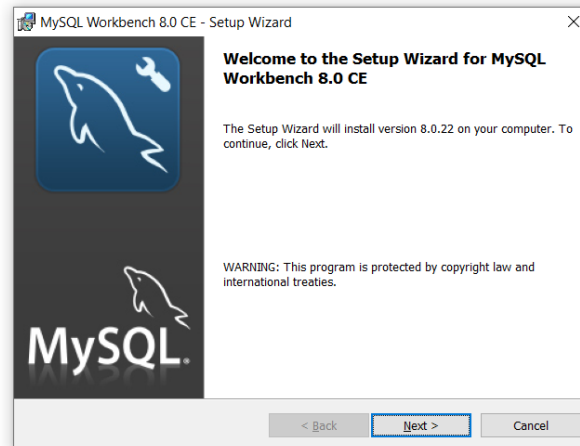 MySQL Workbench 8.0 CE - Setup Wizard
Welcome to the Setup Wizard for MySQL
Workbench 8.0 CE
The Setup Wizard will install version 8.0.22 on your computer. To
continue, click Next.
WARNING: This program is protected by copyright law and
international treaties.
MySQL®
< Back
Next >
Cancel